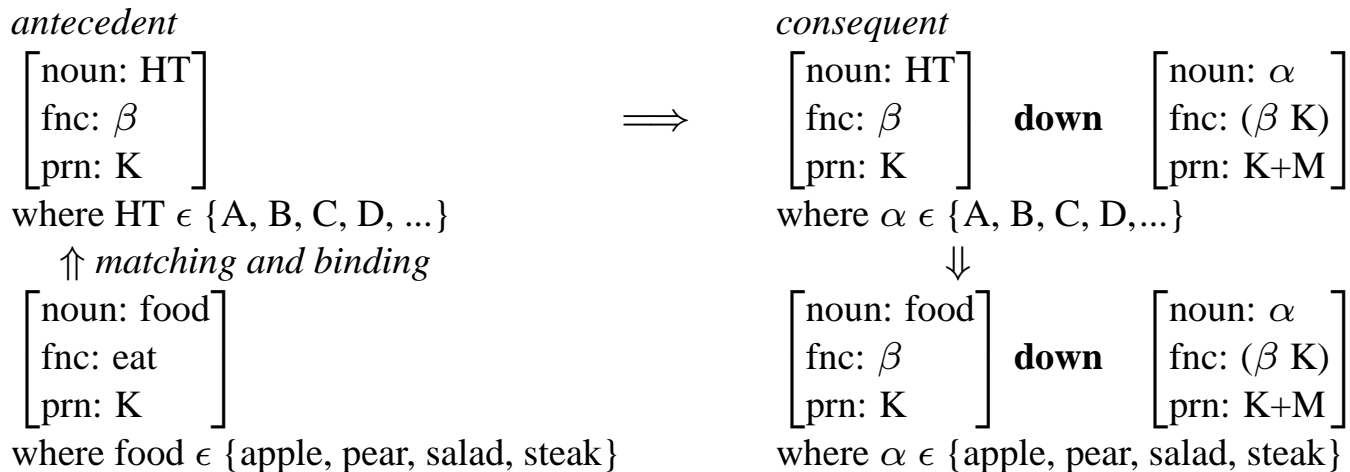 antecedent consequent
[noun: HT] [noun: HT] [noun: α]
[fnc: β] ⟹ [fnc: β] down [fnc: (β K)]
[prn: K] [prn: K] [prn: K+M]
where HT ϵ {A, B, C, D, ...} where α ϵ {A, B, C, D,...}
⇑ matching and binding ⇓
[noun: food] [noun: food] [noun: α]
[fnc: eat] [fnc: β] down [fnc: (β K)]
[prn: K] [prn: K] [prn: K+M]
where food ϵ {apple, pear, salad, steak} where α ϵ {apple, pear, salad, steak}